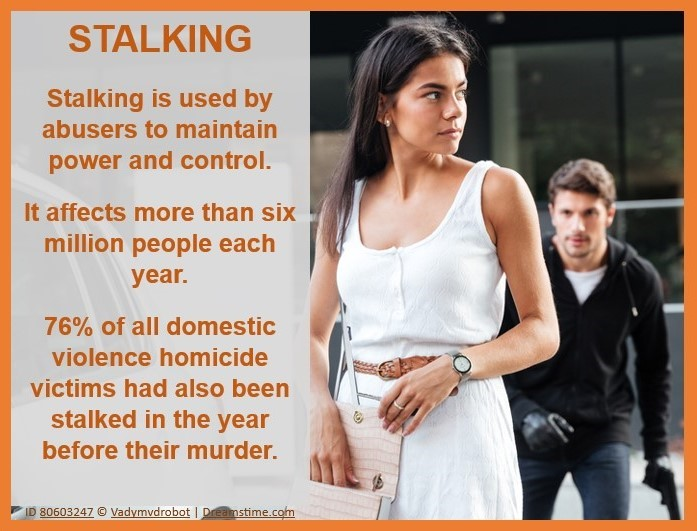 STALKING
Stalking is used by
abusers to maintain
power and control.
It affects more than six
million people each
year.
76% of all domestic
violence homicide
victims had also been
stalked in the year
before their murder.
ID 80603247 © Vadymvdrobot | Dreamstime.com